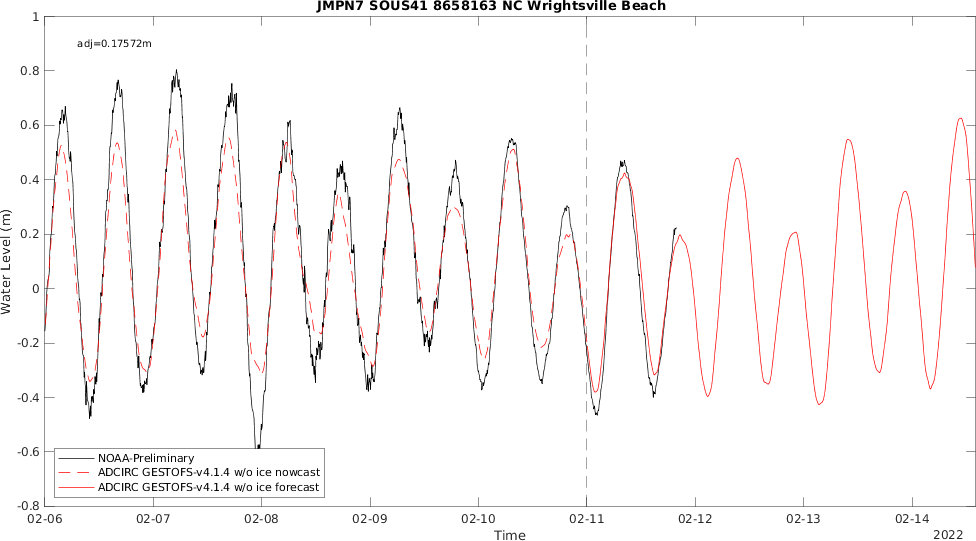 JMPN7 SOUS41 8658163 NC Wrightsville Beach
adj=0.17572m
Water Level (m)
1
0.8
0.6
0.4
0.2
0
-0.2
-0.4
-0.6
-0.8
NOAA-Preliminary
ADCIRC GESTOFS-v4.1.4 w/o ice nowcast
ADCIRC GESTOFS-v4.1.4 w/o ice forecast
02-06 02-07 02-08 02-09 02-10 02-11 02-12 02-13 02-14
Time
2022